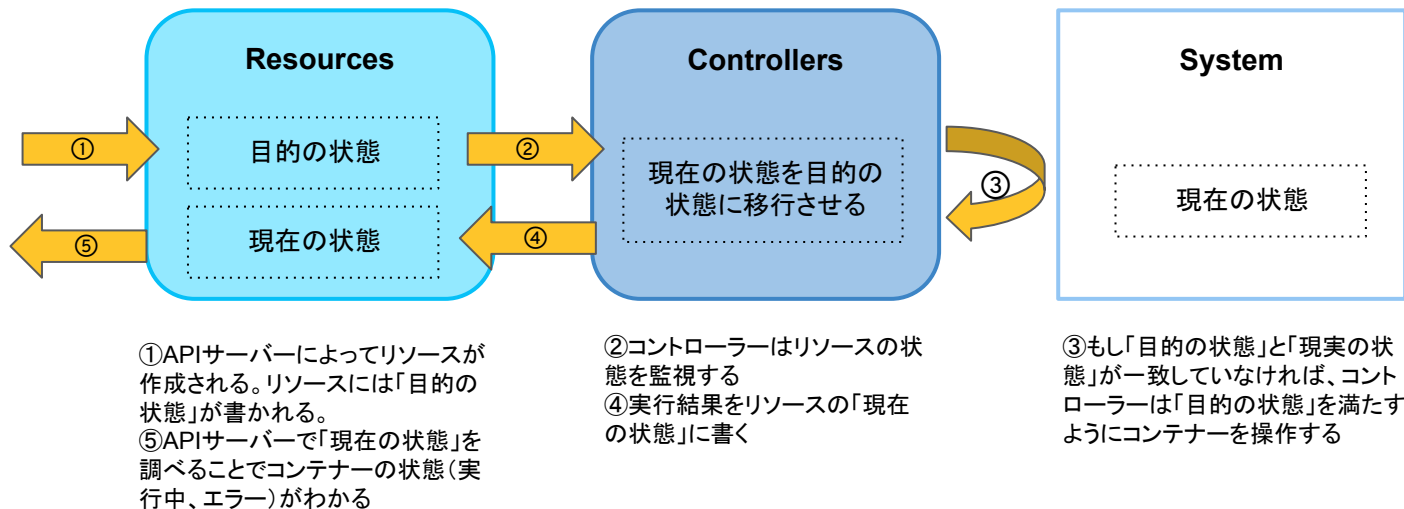 Resources
Controllers
System
①
目的の状態
②
現在の状態を目的の
状態に移行させる
③
現在の状態
⑤
現在の状態
④
①APIサーバーによってリソースが
作成される。リソースには「目的の
状態」が書かれる。
⑤APIサーバーで「現在の状態」を
調べることでコンテナーの状態(実
行中、エラー)がわかる
②コントローラーはリソースの状
態を監視する
④実行結果をリソースの「現在
の状態」に書く
③もし「目的の状態」と「現実の状
態」が一致していなければ、コント
ローラーは「目的の状態」を満たす
ようにコンテナーを操作する